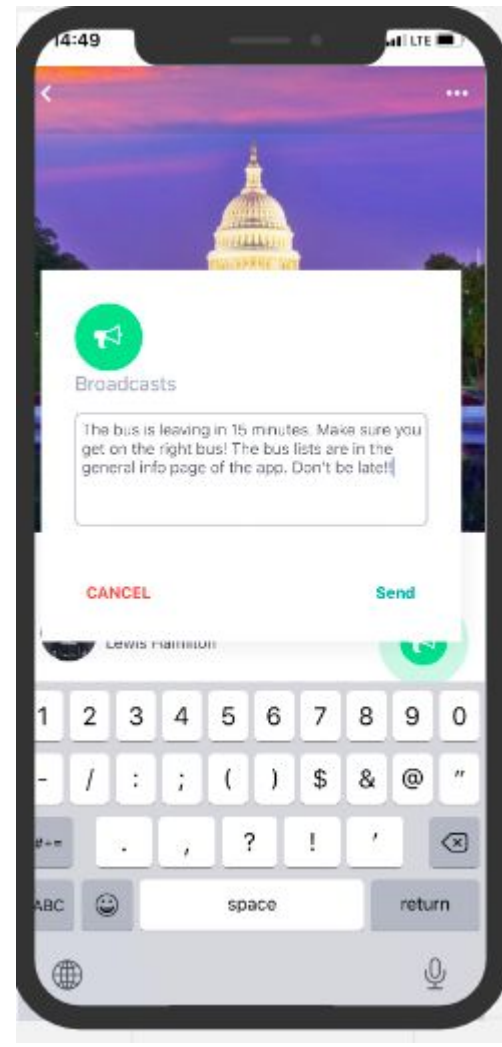 14:49
LTE
Broadcasts
The bus is leaving in 15 minutes. Make sure you
get on the right bus! The bus lists are in the
general info page of the app. Don't be late!!
CANCEL Send
Lewis Hamilton
1 2 3 4 5 6 7 8 9 0
- / : ; ( ) $ & @ "
#+= . , ? ! '
ABC space return